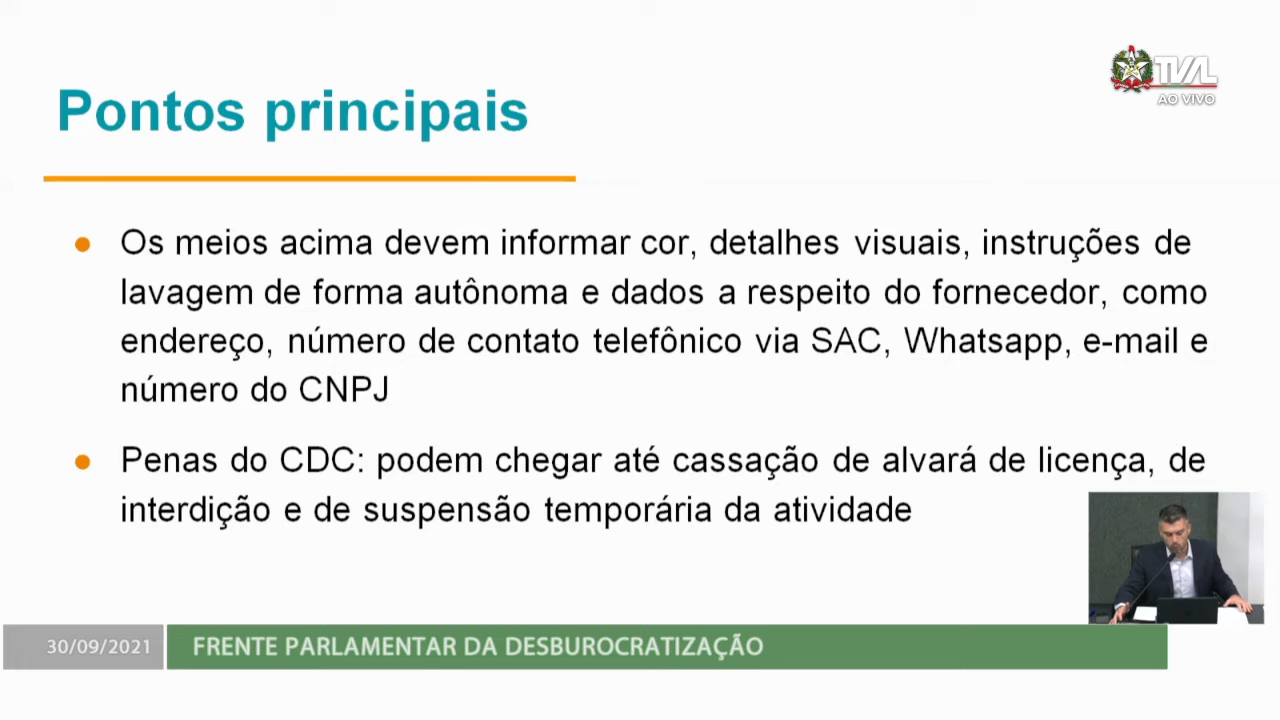 TVAL
AO VIVO
Pontos principais
● Os meios acima devem informar cor, detalhes visuais, instruções de
lavagem de forma autônoma e dados a respeito do fornecedor, como
endereço, número de contato telefônico via SAC, Whatsapp, e-mail e
número do CNPJ
● Penas do CDC: podem chegar até cassação de alvará de licença, de
interdição e de suspensão temporária da atividade
30/09/2021
FRENTE PARLAMENTAR DA DESBUROCRATIZAÇÃO